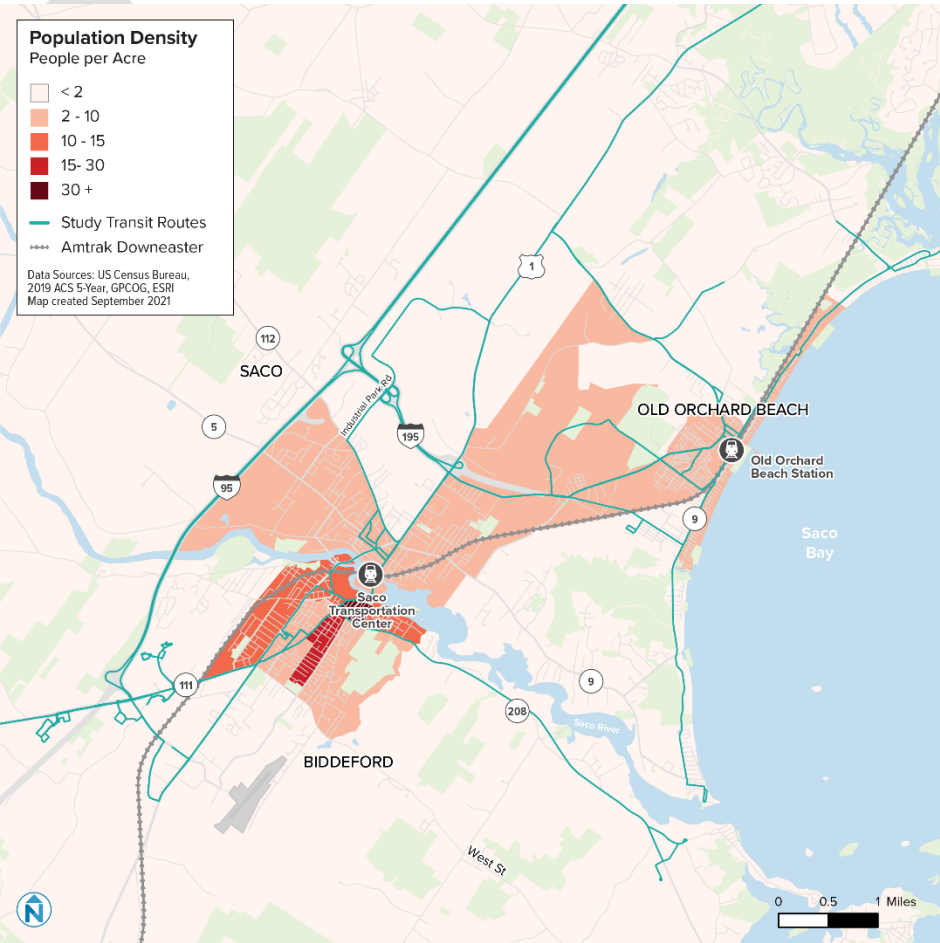 Population Density
People per Acre
< 2
2 - 10
10 - 15
15- 30
30 +
Study Transit Routes
Amtrak Downeaster
Data Sources: US Census Bureau,
2019 ACS 5-Year, GPCOG, ESRI
Map created September 2021
1
112
SACO
Industrial Park Rd
5
195
OLD ORCHARD BEACH
Old Orchard
Beach Station
95
9
Saco
Bay
Saco
Transportation
Center
111
9
208
Saco River
BIDDEFORD
West St
N
0 0.5 1 Miles